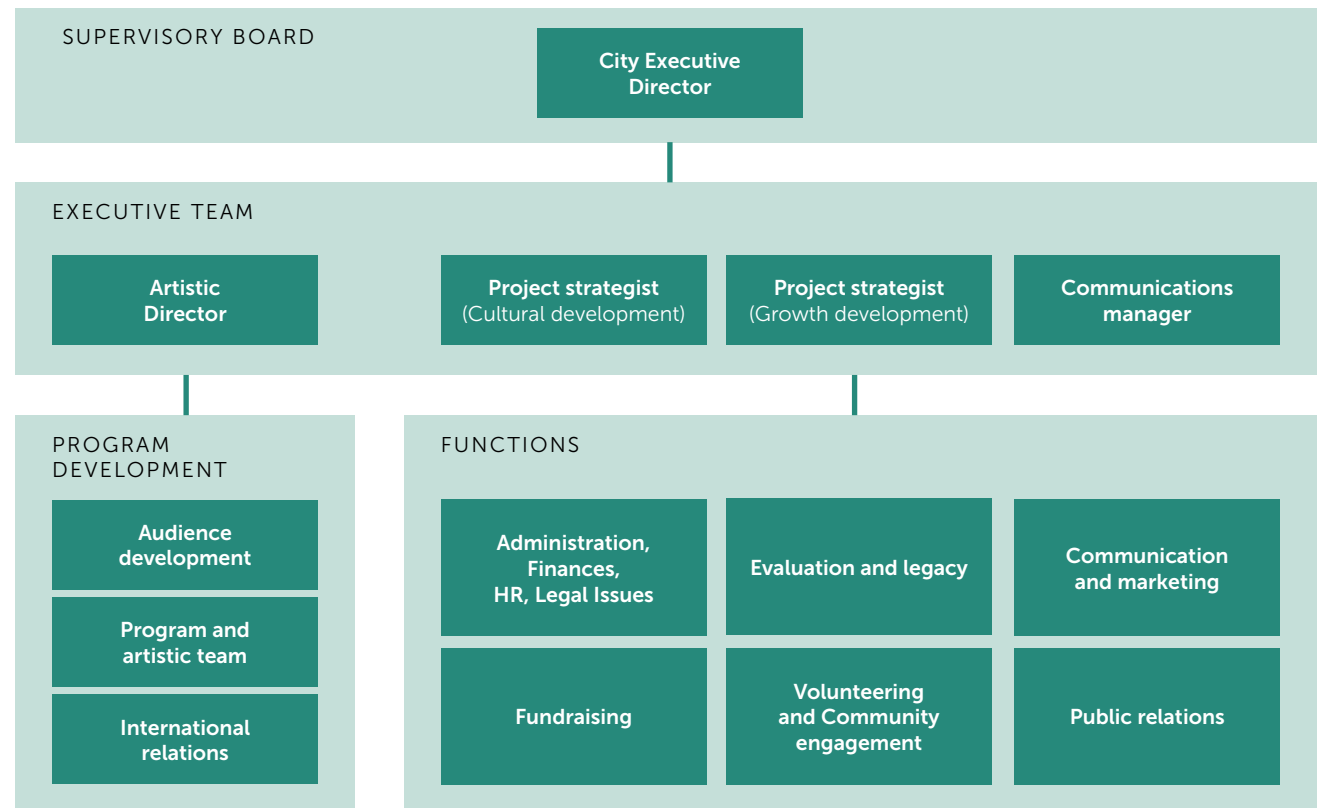 SUPERVISORY BOARD
City Executive
Director
EXECUTIVE TEAM
Artistic
Director
Project strategist
(Cultural development)
Project strategist
(Growth development)
Communications
manager
PROGRAM
DEVELOPMENT
Audience
development
Program and
artistic team
International
relations
FUNCTIONS
Administration,
Finances,
HR, Legal Issues
Evaluation and legacy
Communication
and marketing
Fundraising
Volunteering
and Community
engagement
Public relations